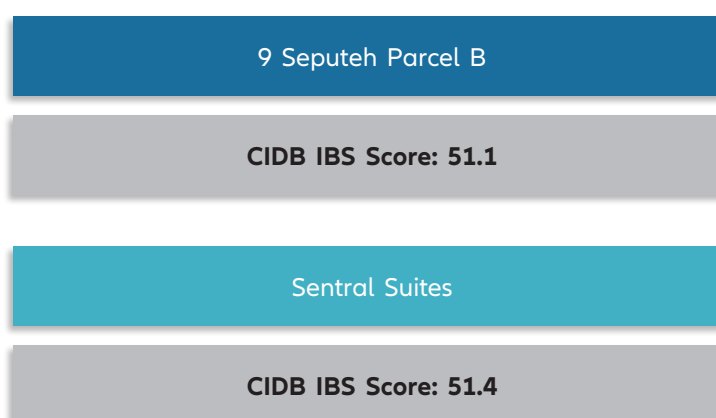 9 Seputeh Parcel B
CIDB IBS Score: 51.1
Sentral Suites
CIDB IBS Score: 51.4